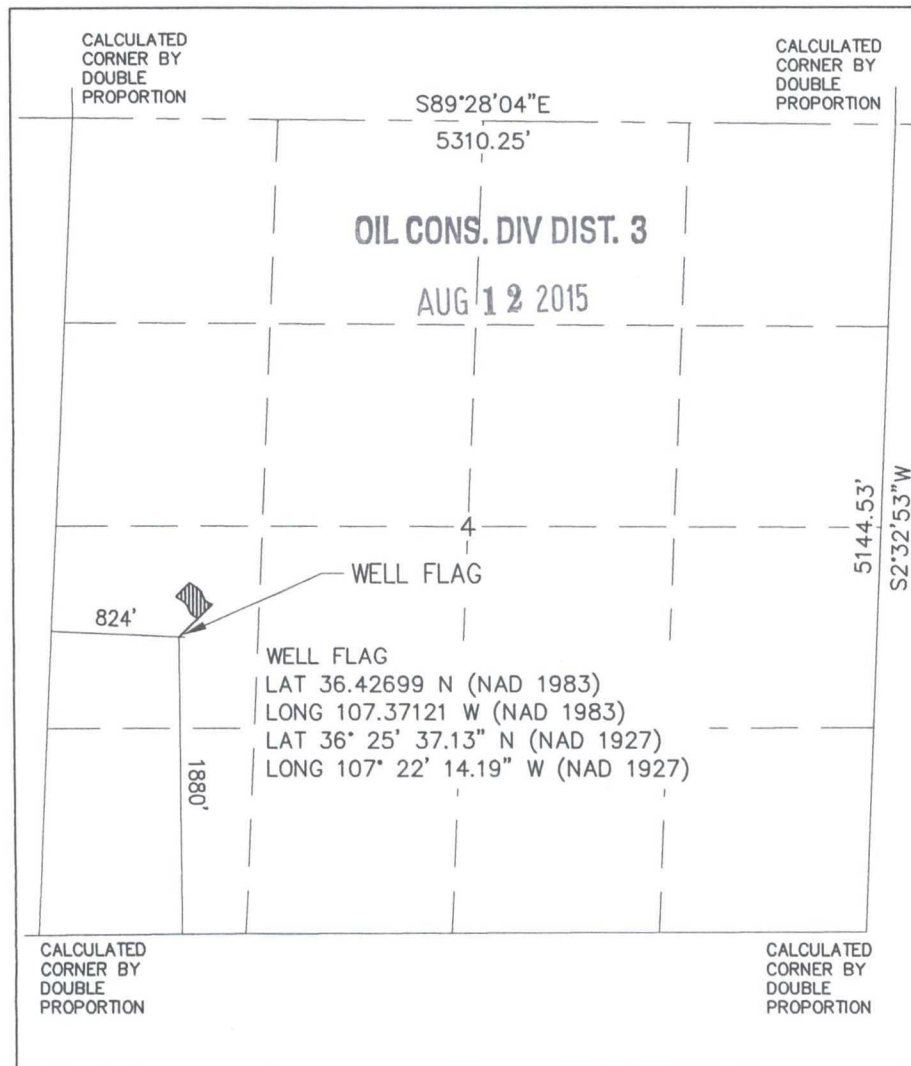 CALCULATED
CORNER BY
DOUBLE
PROPORTION
CALCULATED
CORNER BY
DOUBLE
PROPORTION
S89°28'04"E
5310.25'
OIL CONS. DIV DIST. 3
AUG 12 2015
5144.53'
S2°32'53"W
4
WELL FLAG
824'
WELL FLAG
LAT 36.42699 N (NAD 1983)
LONG 107.37121 W (NAD 1983)
LAT 36° 25' 37.13" N (NAD 1927)
LONG 107° 22' 14.19" W (NAD 1927)
1880'
CALCULATED
CORNER BY
DOUBLE
PROPORTION
CALCULATED
CORNER BY
DOUBLE
PROPORTION